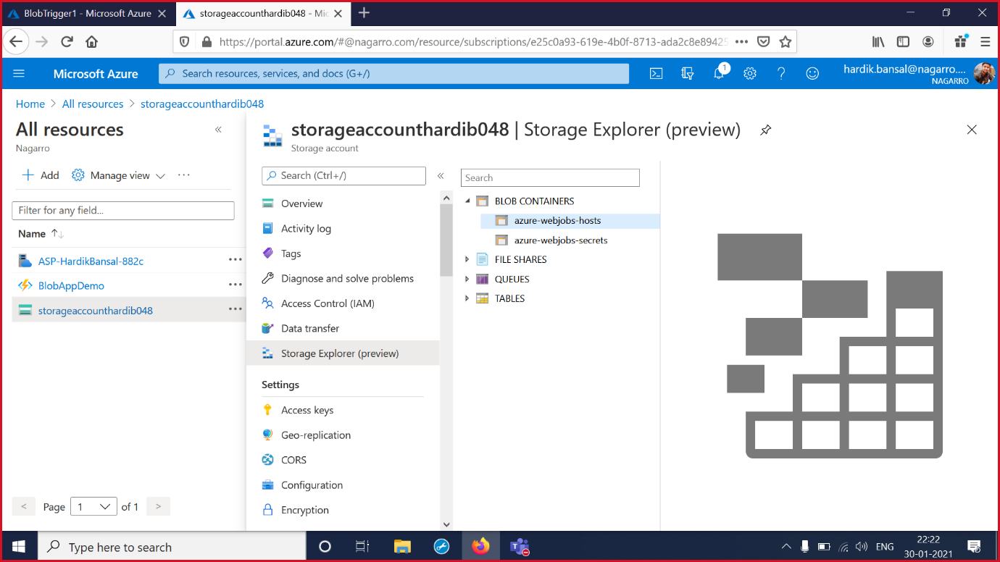 BlobTrigger1 - Microsoft Azure
storageaccounthardib048 - Mic
https://portal.azure.com/#@nagarro.com/resource/subscriptions/e25c0a93-619e-4b0f-8713-ada2c8e89425
Microsoft Azure
Search resources, services, and docs (G+/)
1
hardik.bansal@nagarro....
NAGARRO
Home > All resources > storageaccounthardib048
All resources
Nagarro
Add
Manage view
Filter for any field...
Name
ASP-HardikBansal-882c
BlobAppDemo
storageaccounthardib048
< Page 1 of 1 >
storageaccounthardib048 | Storage Explorer (preview)
Storage account
Search (Ctrl+/)
Overview
Activity log
Tags
Diagnose and solve problems
Access Control (IAM)
Data transfer
Storage Explorer (preview)
Settings
Access keys
Geo-replication
CORS
Configuration
Encryption
Search
BLOB CONTAINERS
azure-webjobs-hosts
azure-webjobs-secrets
FILE SHARES
QUEUES
TABLES
Type here to search
ENG
22:22
30-01-2021